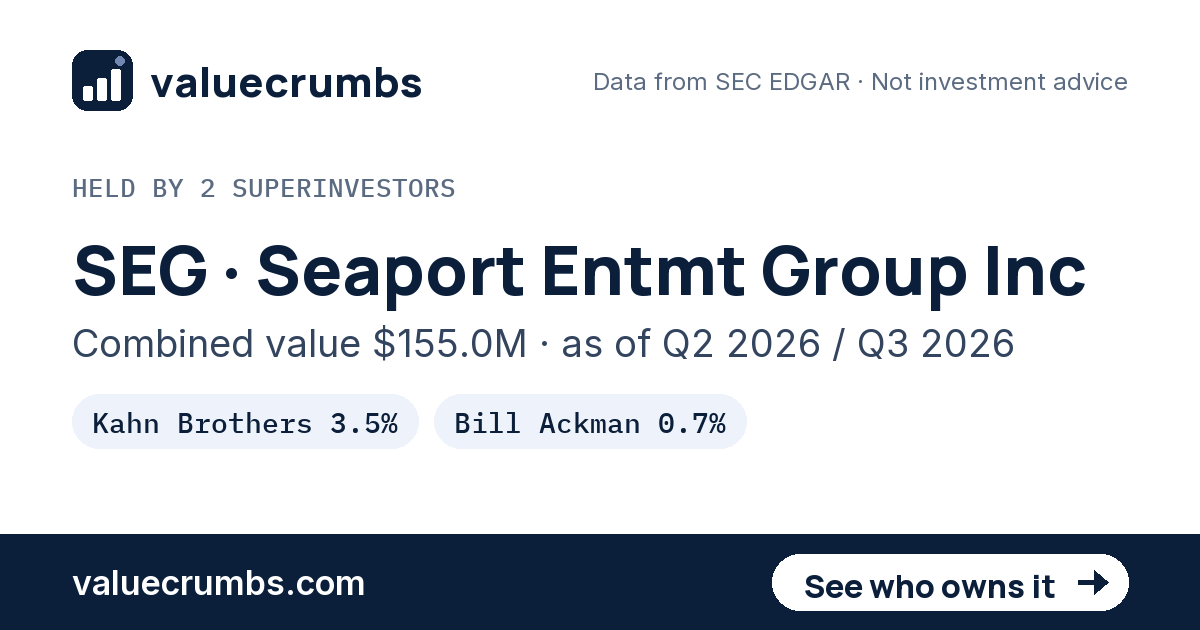 valuecrumbs
Data from SEC EDGAR · Not investment advice
HELD BY 2 SUPERINVESTORS
SEG · Seaport Entmt Group Inc
Combined value $155.0M · as of Q2 2026 / Q3 2026
Kahn Brothers 3.5%
Bill Ackman 0.7%
valuecrumbs.com
See who owns it →